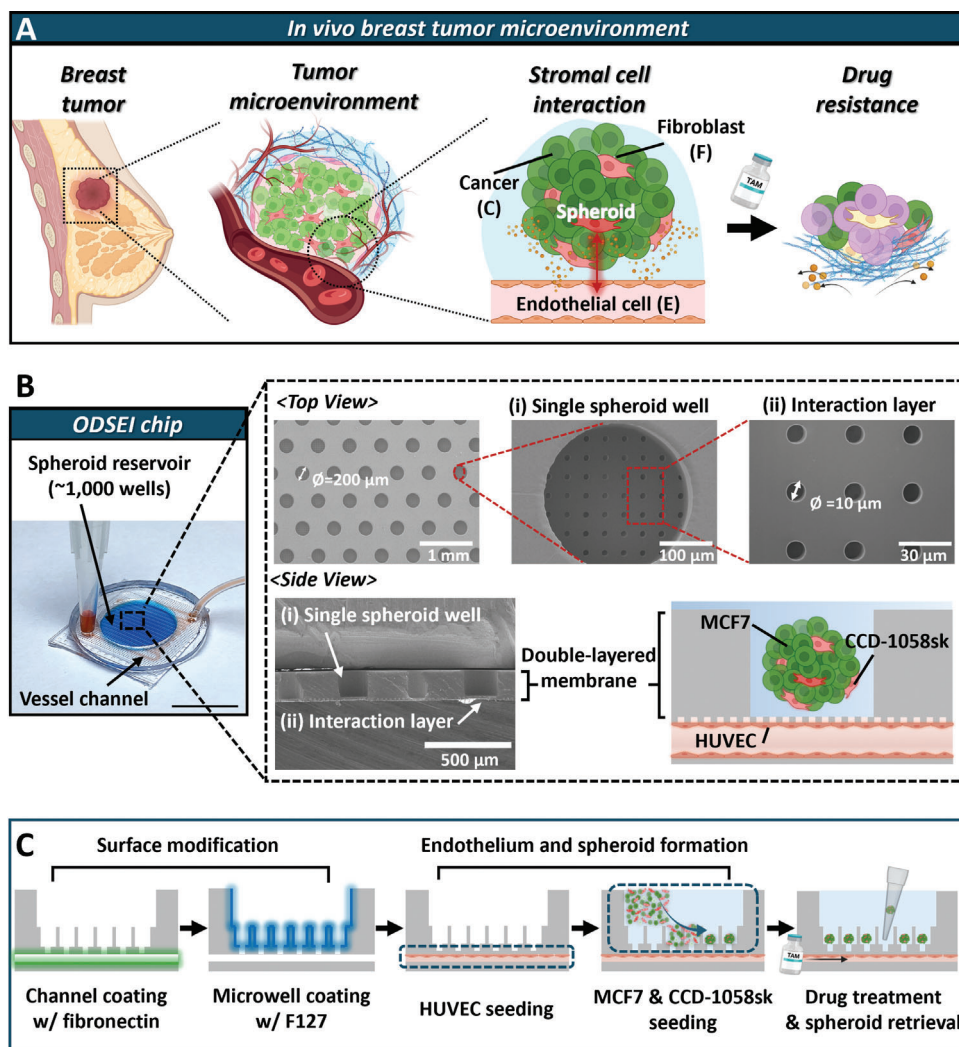 A
In vivo breast tumor microenvironment
Breast
tumor
Tumor
microenvironment
Stromal cell
interaction
Drug
resistance
Fibroblast
(F)
Cancer
(C)
Spheroid
Endothelial cell (E)
TAM
B
ODSEI chip
Spheroid reservoir
(~1,000 wells)
Vessel channel
<Top View>
Ø=200 µm
1 mm
(i) Single spheroid well
100 µm
(ii) Interaction layer
Ø =10 µm
30 µm
<Side View>
(i) Single spheroid well
(ii) Interaction layer
500 µm
Double-layered
membrane
MCF7
CCD-1058sk
HUVEC
C
Surface modification
Endothelium and spheroid formation
Channel coating
w/ fibronectin
Microwell coating
w/ F127
HUVEC seeding
MCF7 & CCD-1058sk
seeding
TAM
Drug treatment
& spheroid retrieval